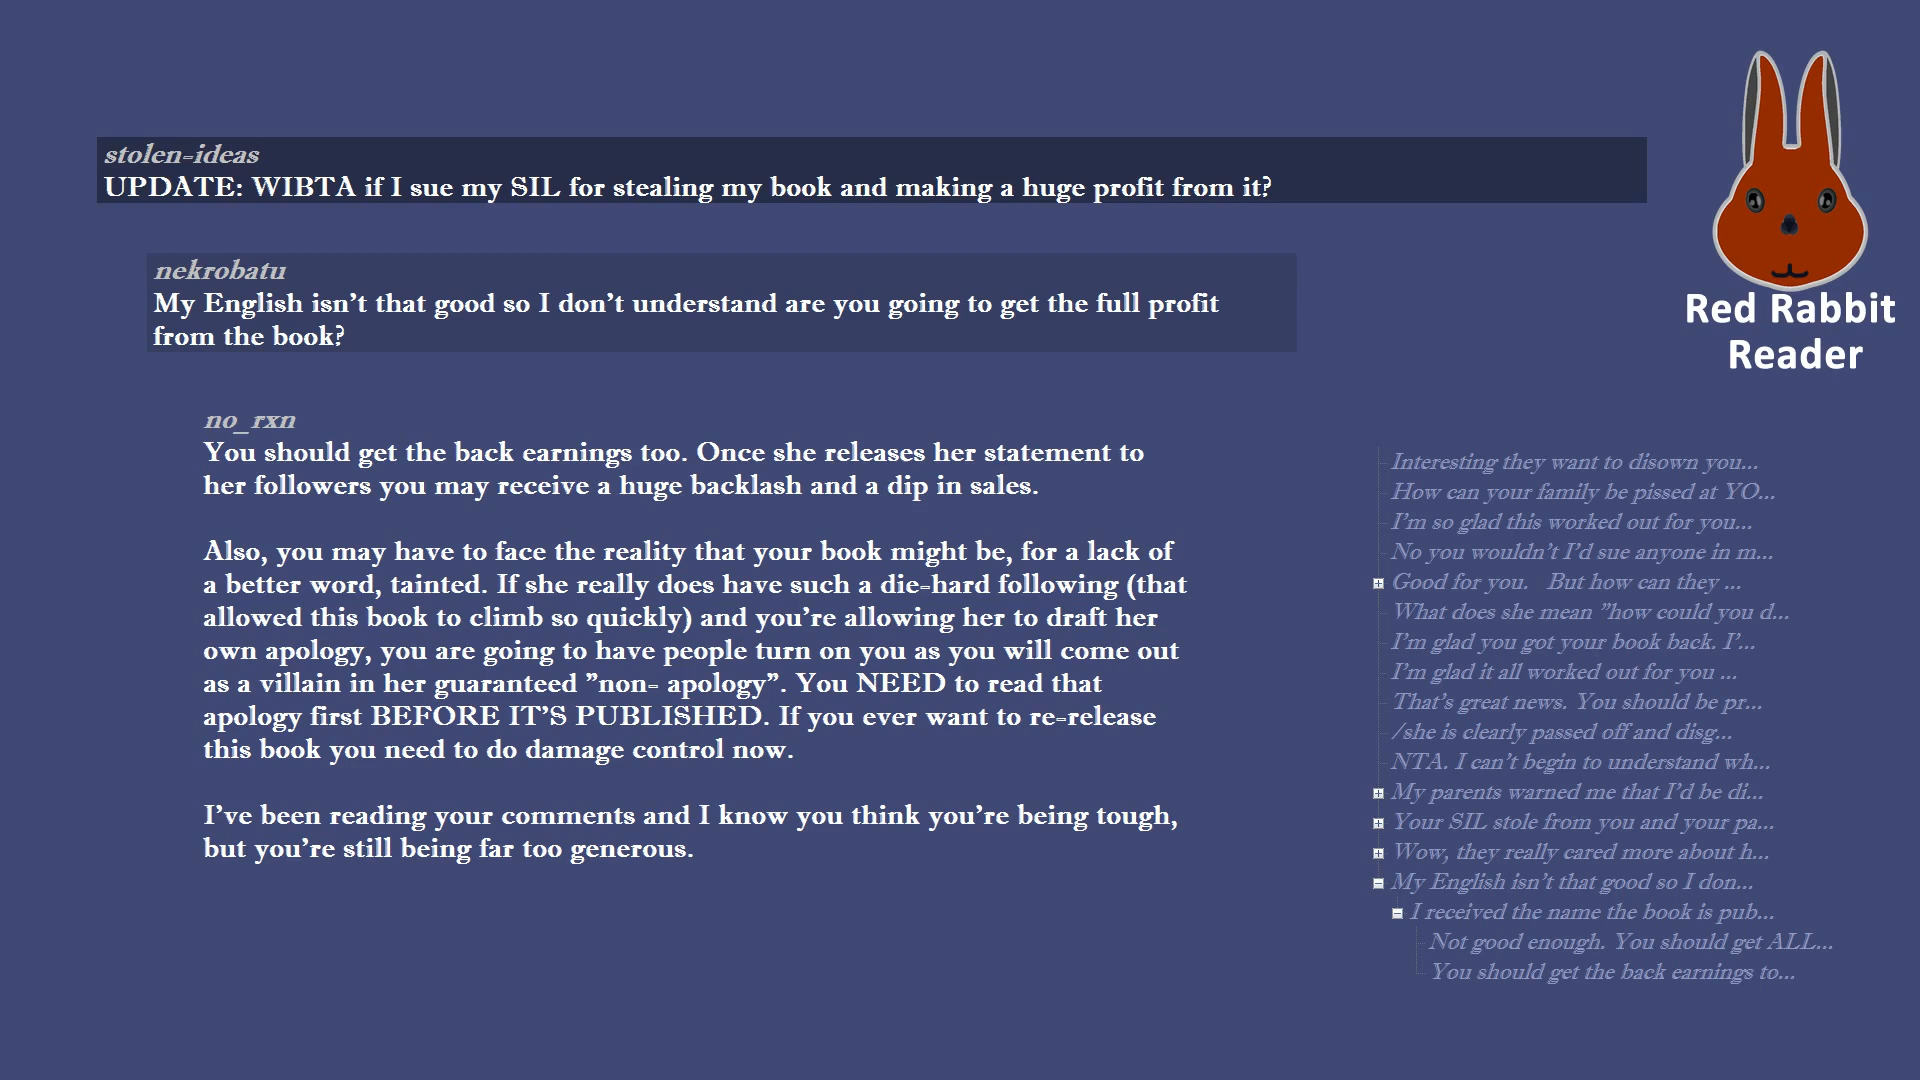 stolen-ideas
UPDATE: WIBTA if I sue my SIL for stealing my book and making a huge profit from it?
nekrobatu
My English isn't that good so I don't understand are you going to get the full profit
from the book?
no_rxn
You should get the back earnings too. Once she releases her statement to
her followers you may receive a huge backlash and a dip in sales.
Also, you may have to face the reality that your book might be, for a lack of
a better word, tainted. If she really does have such a die-hard following (that
allowed this book to climb so quickly) and you're allowing her to draft her
own apology, you are going to have people turn on you as you will come out
as a villain in her guaranteed "non- apology". You NEED to read that
apology first BEFORE IT'S PUBLISHED. If you ever want to re-release
this book you need to do damage control now.
I've been reading your comments and I know you think you're being tough,
but you're still being far too generous.
Red Rabbit
Reader
Interesting they want to disown you...
How can your family be pissed at YO...
I'm so glad this worked out for you...
No you wouldn't I'd sue anyone in m...
Good for you.   But how can they ...
What does she mean "how could you d...
I'm glad you got your book back. I'...
I'm glad it all worked out for you ...
That's great news. You should be pr...
/she is clearly passed off and disg...
NTA. I can't begin to understand wh...
My parents warned me that I'd be di...
Your SIL stole from you and your pa...
Wow, they really cared more about h...
My English isn't that good so I don...
I received the name the book is pub...
Not good enough. You should get ALL...
You should get the back earnings to...